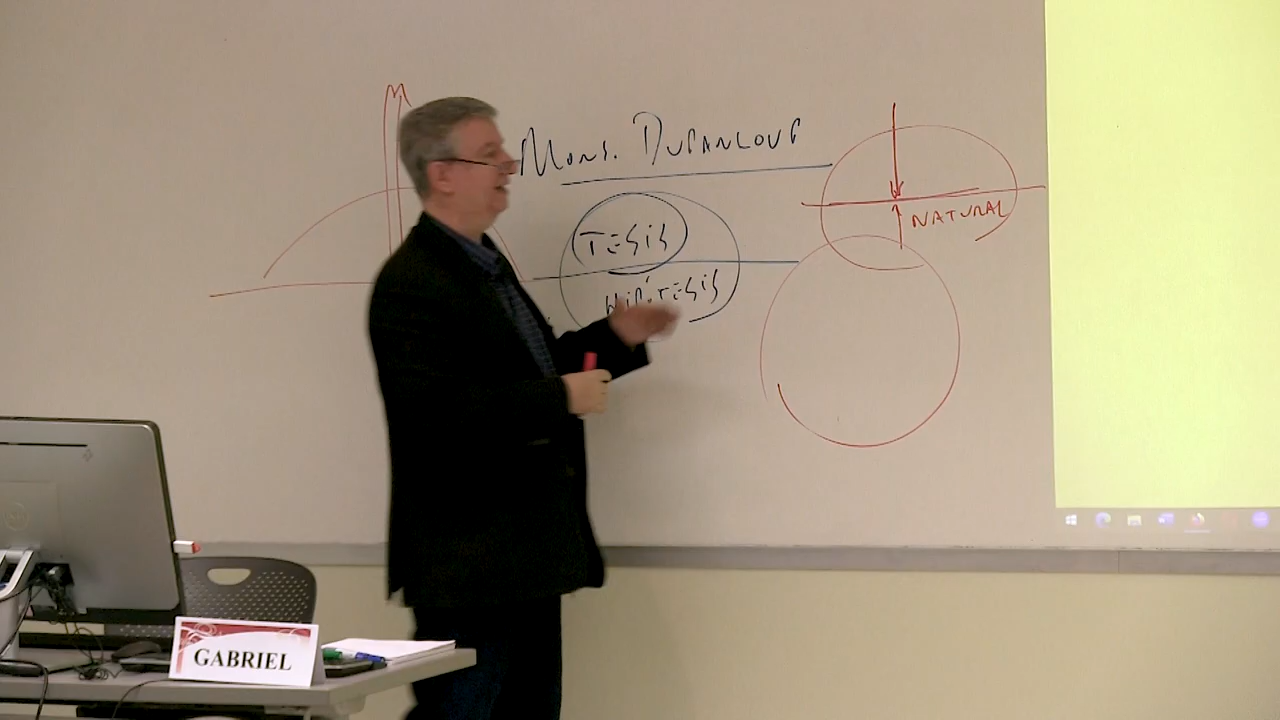 MONS. DUPANLOUP
TESIS
HIPÓTESIS
NATURAL
GABRIEL